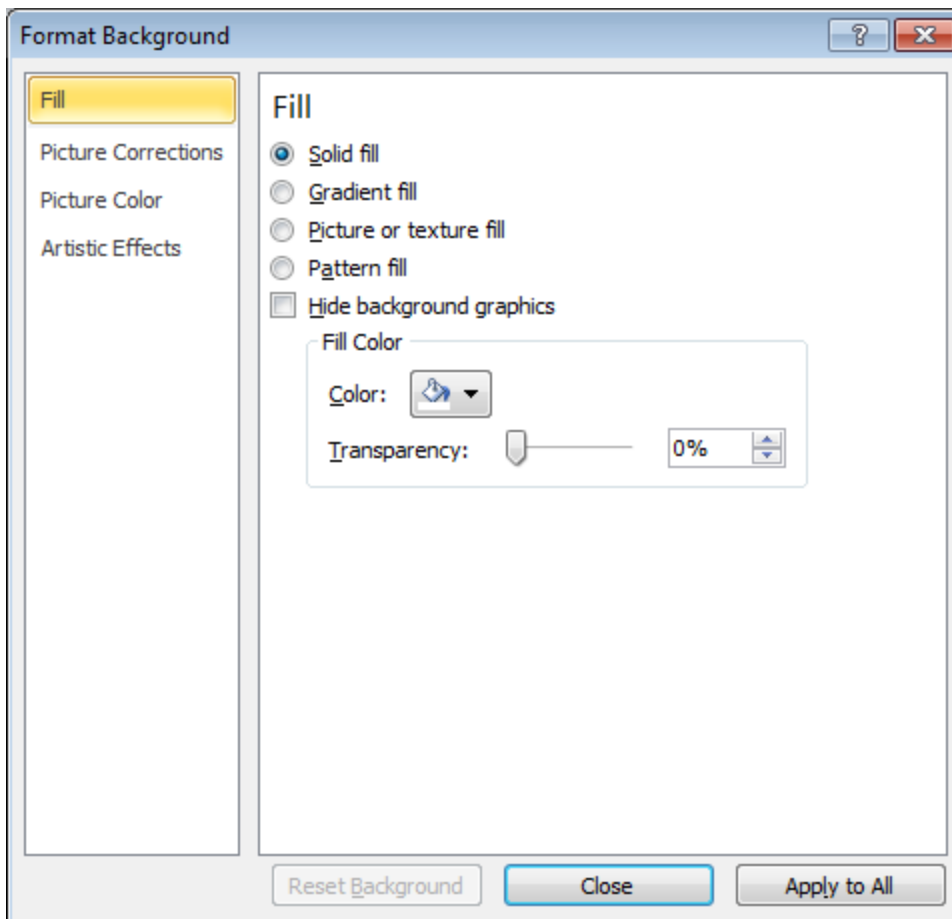 Format Background
?
Fill
Picture Corrections
Picture Color
Artistic Effects
Fill
Solid fill
Gradient fill
Picture or texture fill
Pattern fill
Hide background graphics
Fill Color
Color:
Transparency: 0%
Reset Background Close Apply to All